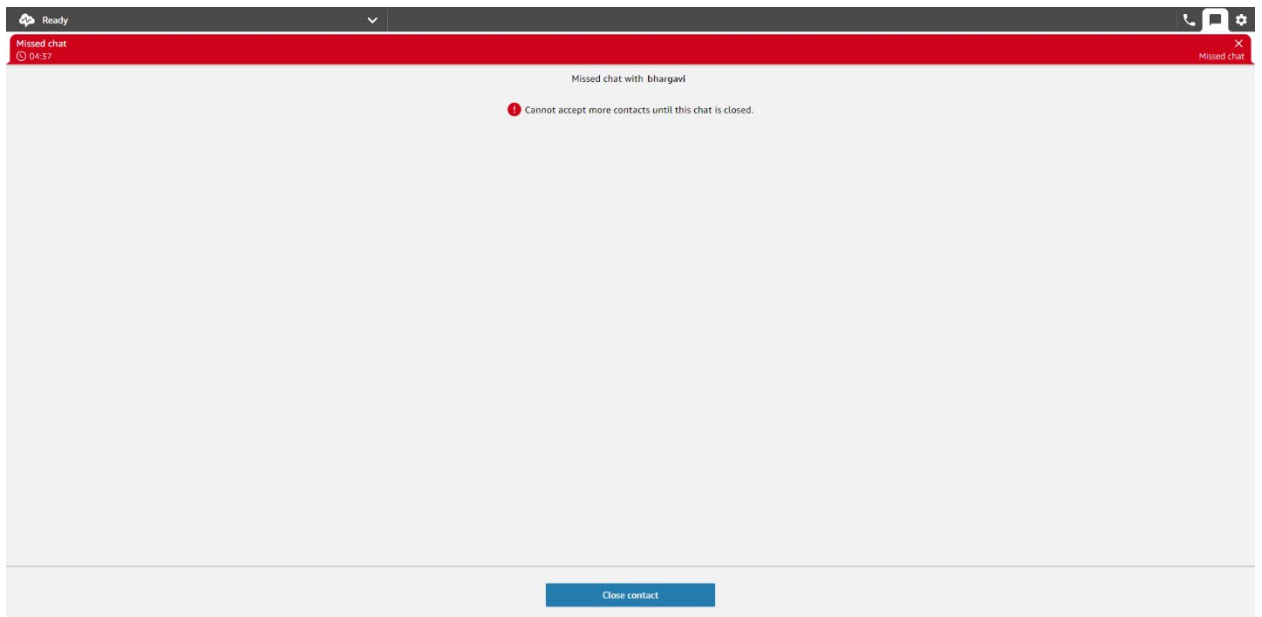 Ready
Missed chat
04:37
Missed chat
Missed chat with bhargavi
Cannot accept more contacts until this chat is closed.
Close contact